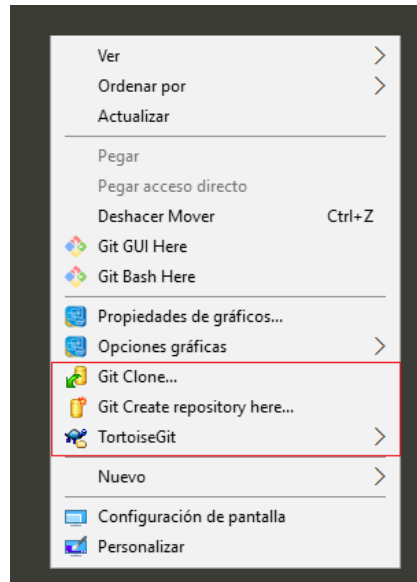 Ver
Ordenar por
Actualizar
Pegar
Pegar acceso directo
Deshacer Mover Ctrl+Z
Git GUI Here
Git Bash Here
Propiedades de gráficos...
Opciones gráficas
Git Clone...
Git Create repository here...
TortoiseGit
Nuevo
Configuración de pantalla
Personalizar